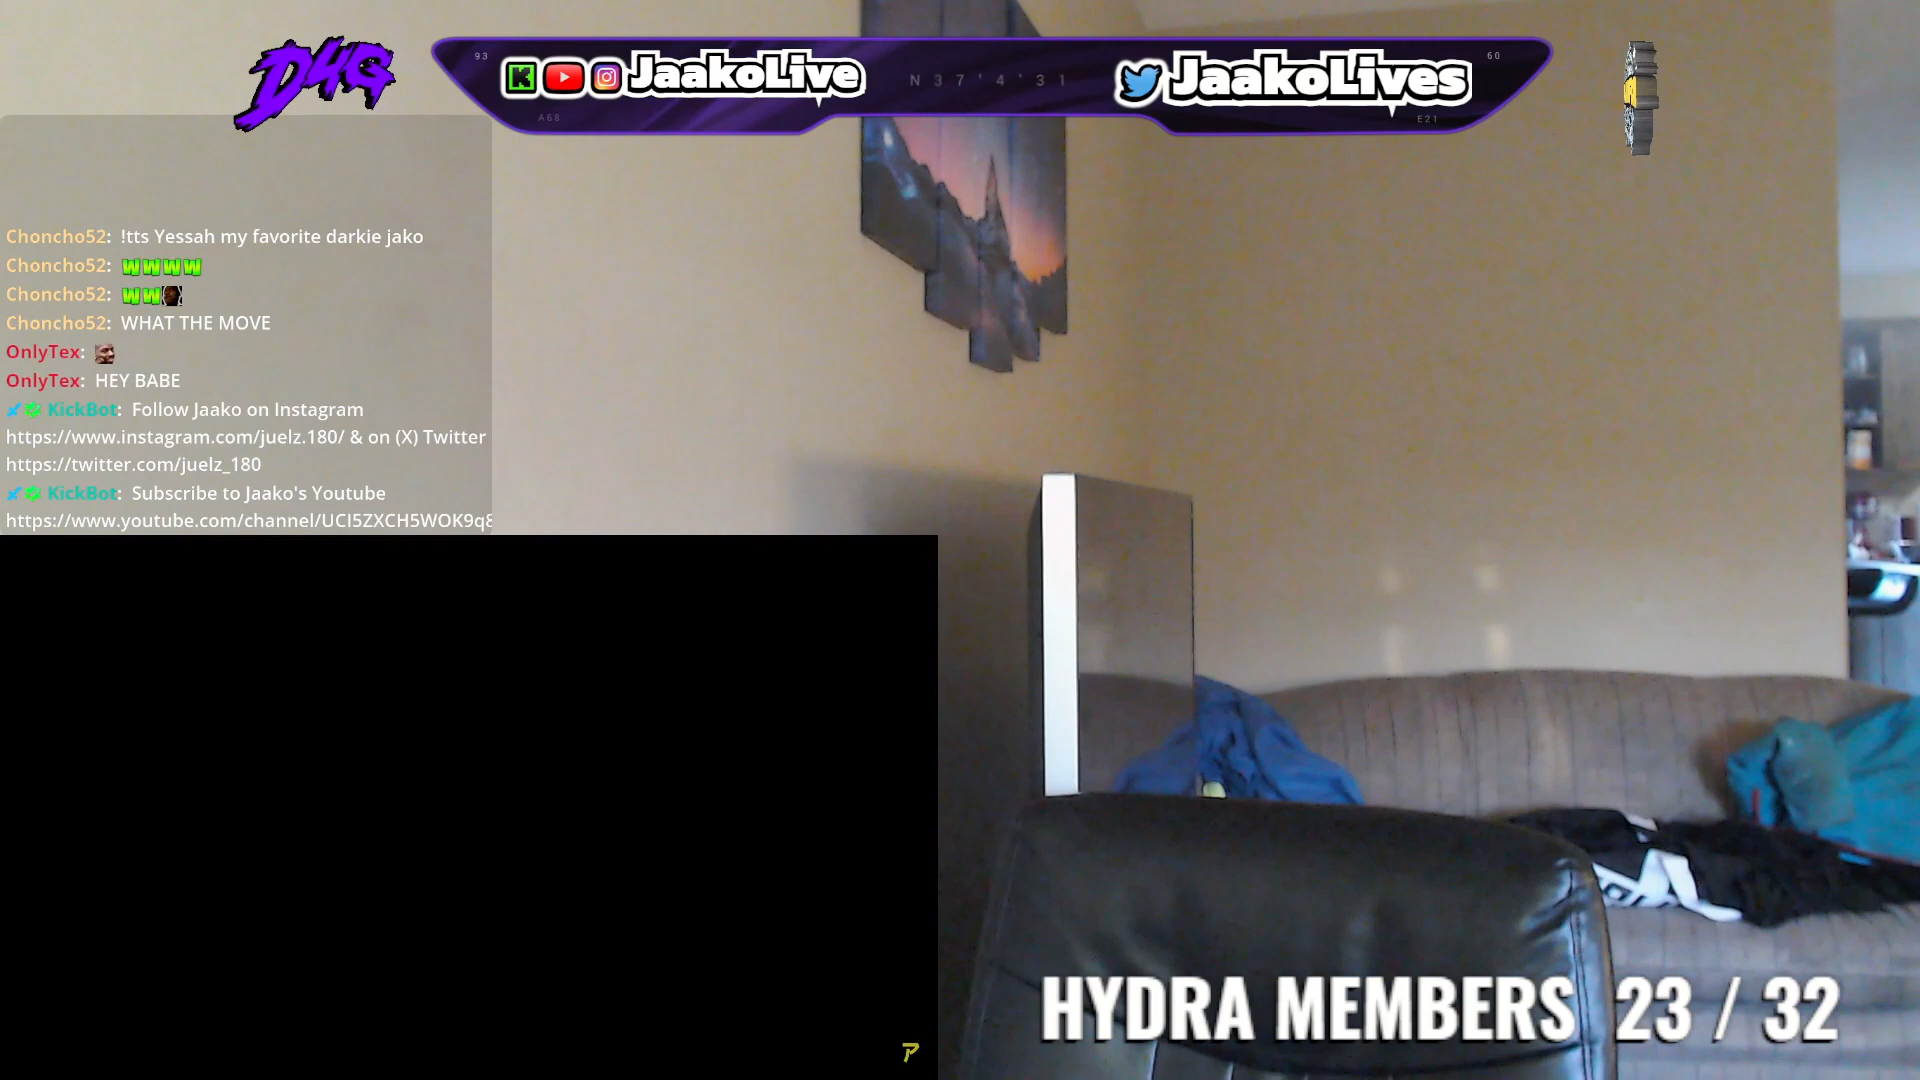 D4G
93
JaakoLive
N 3 7 ' 4 ' 3 1
JaakoLives
60
A68
E21
Choncho52: !tts Yessah my favorite darkie jako
Choncho52: WWWW
Choncho52: WW
Choncho52: WHAT THE MOVE
OnlyTex:
OnlyTex: HEY BABE
KickBot: Follow Jaako on Instagram
https://www.instagram.com/juelz.180/ & on (X) Twitter
https://twitter.com/juelz_180
KickBot: Subscribe to Jaako's Youtube
https://www.youtube.com/channel/UCI5ZXCH5WOK9q8
HYDRA MEMBERS 23 / 32